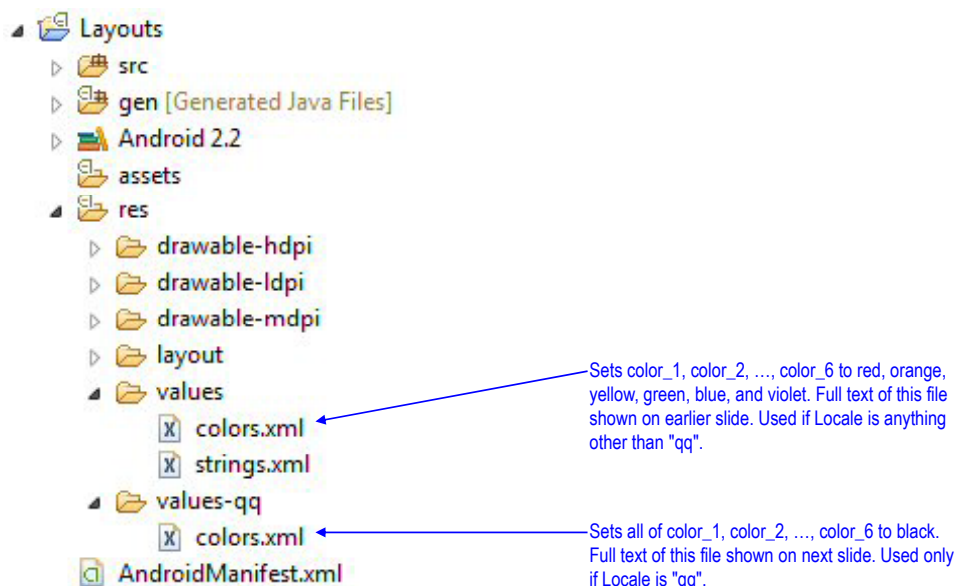 Layouts
src
gen [Generated Java Files]
Android 2.2
assets
res
drawable-hdpi
drawable-ldpi
drawable-mdpi
layout
values
colors.xml
strings.xml
values-qq
colors.xml
AndroidManifest.xml
Sets color_1, color_2, …, color_6 to red, orange,
yellow, green, blue, and violet. Full text of this file
shown on earlier slide. Used if Locale is anything
other than "qq".
Sets all of color_1, color_2, …, color_6 to black.
Full text of this file shown on next slide. Used only
if Locale is "qq".